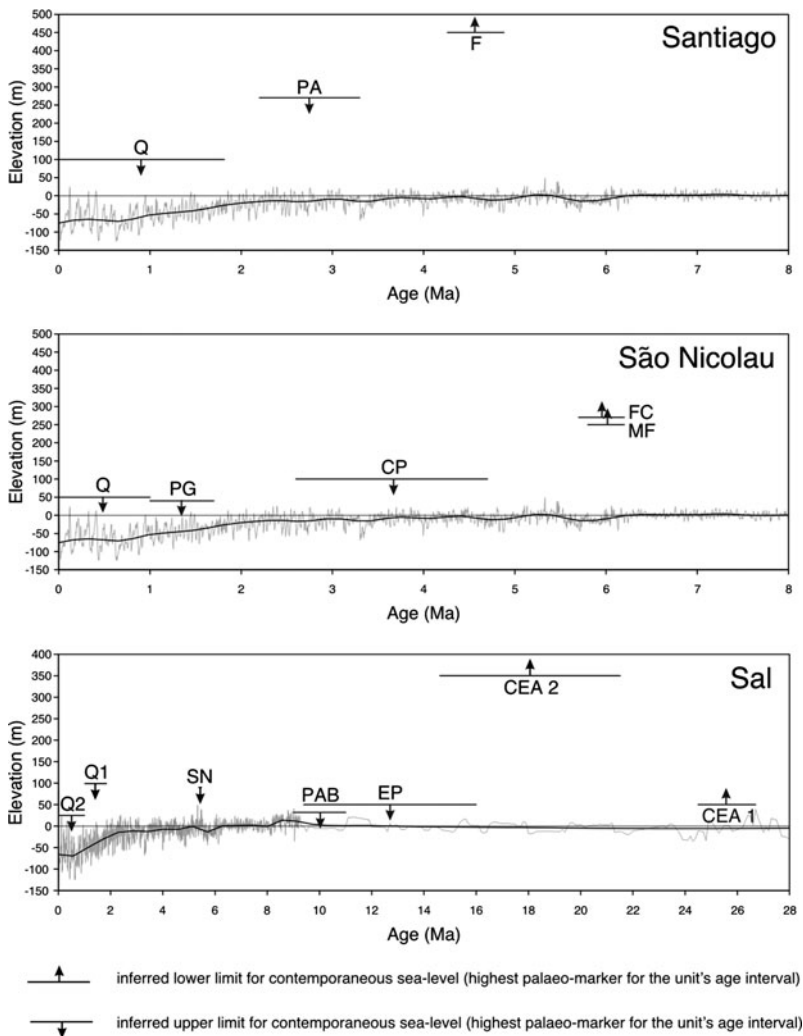 Santiago
Elevation (m)
500
450
400
350
300
250
200
150
100
50
0
-50
-100
-150
F
PA
Q
0 1 2 3 4 5 6 7 8
Age (Ma)
São Nicolau
Elevation (m)
500
450
400
350
300
250
200
150
100
50
0
-50
-100
-150
FC
MF
CP
Q PG
0 1 2 3 4 5 6 7 8
Age (Ma)
Sal
Elevation (m)
400
350
300
250
200
150
100
50
0
-50
-100
-150
CEA 2
Q1 SN
Q2 PAB EP CEA 1
0 2 4 6 8 10 12 14 16 18 20 22 24 26 28
Age (Ma)
inferred lower limit for contemporaneous sea-level (highest palaeo-marker for the unit's age interval)
inferred upper limit for contemporaneous sea-level (highest palaeo-marker for the unit's age interval)